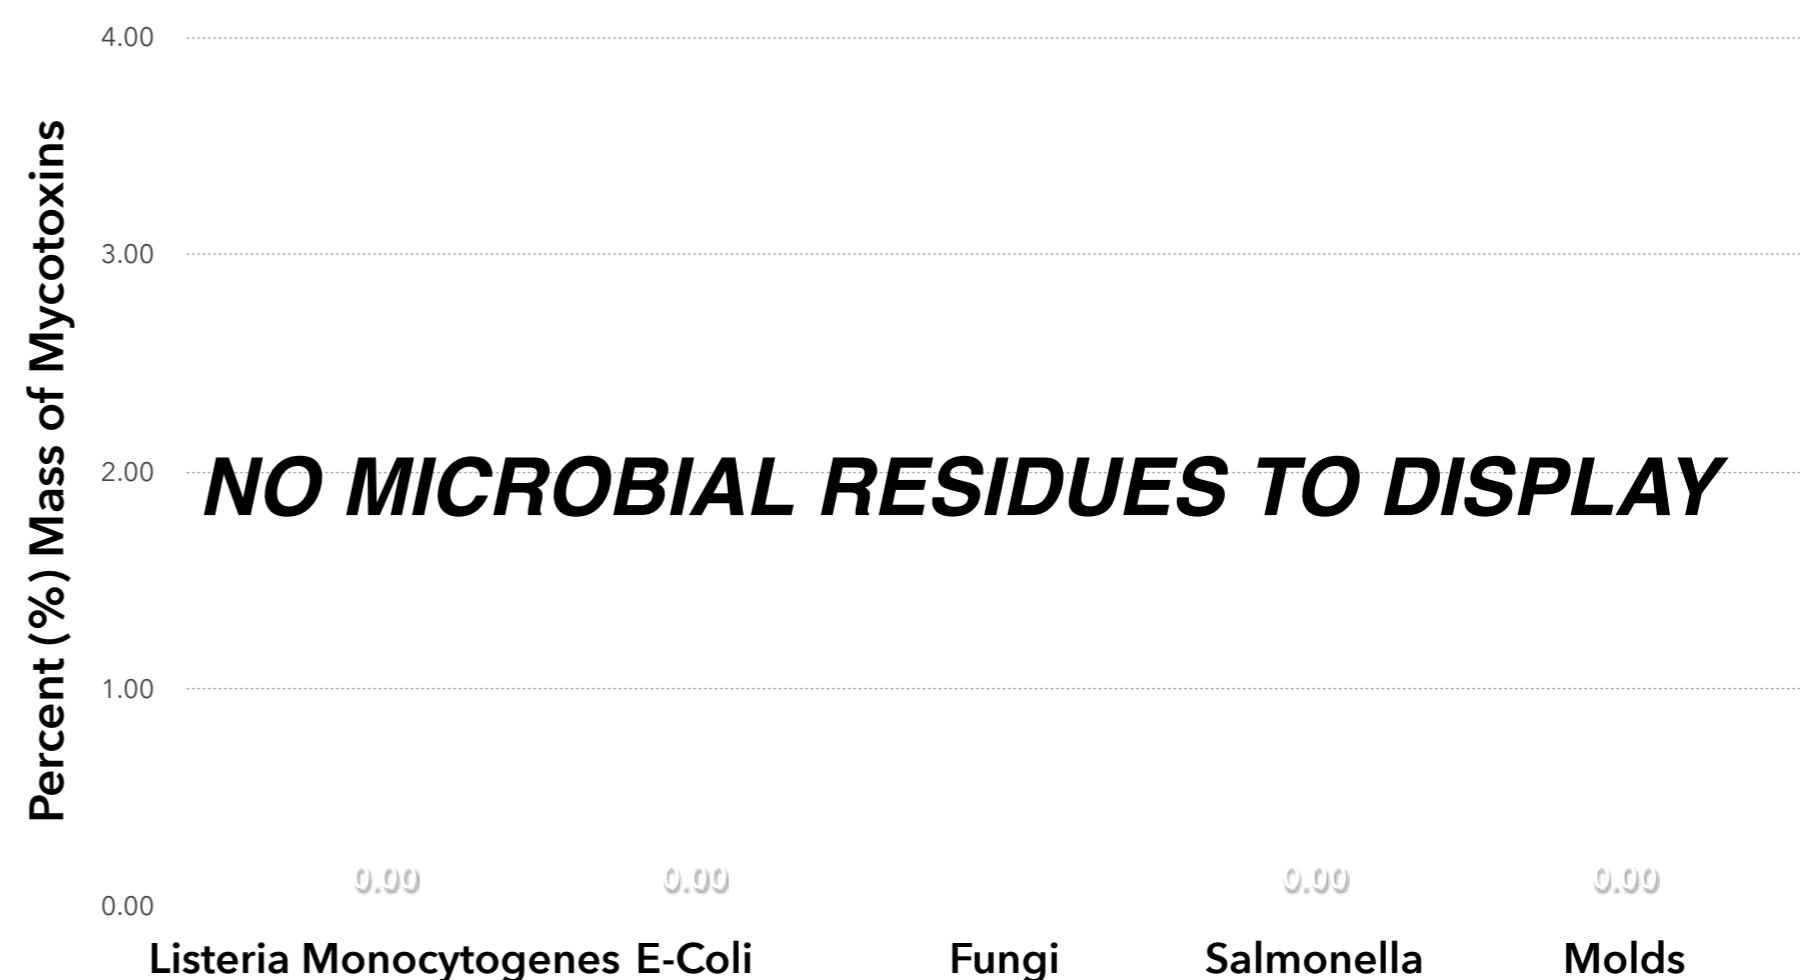 4.00
3.00
2.00
1.00
0.00
Percent (%) Mass of Mycotoxins
NO MICROBIAL RESIDUES TO DISPLAY
0.00 0.00 0.00 0.00
Listeria Monocytogenes E-Coli Fungi Salmonella Molds